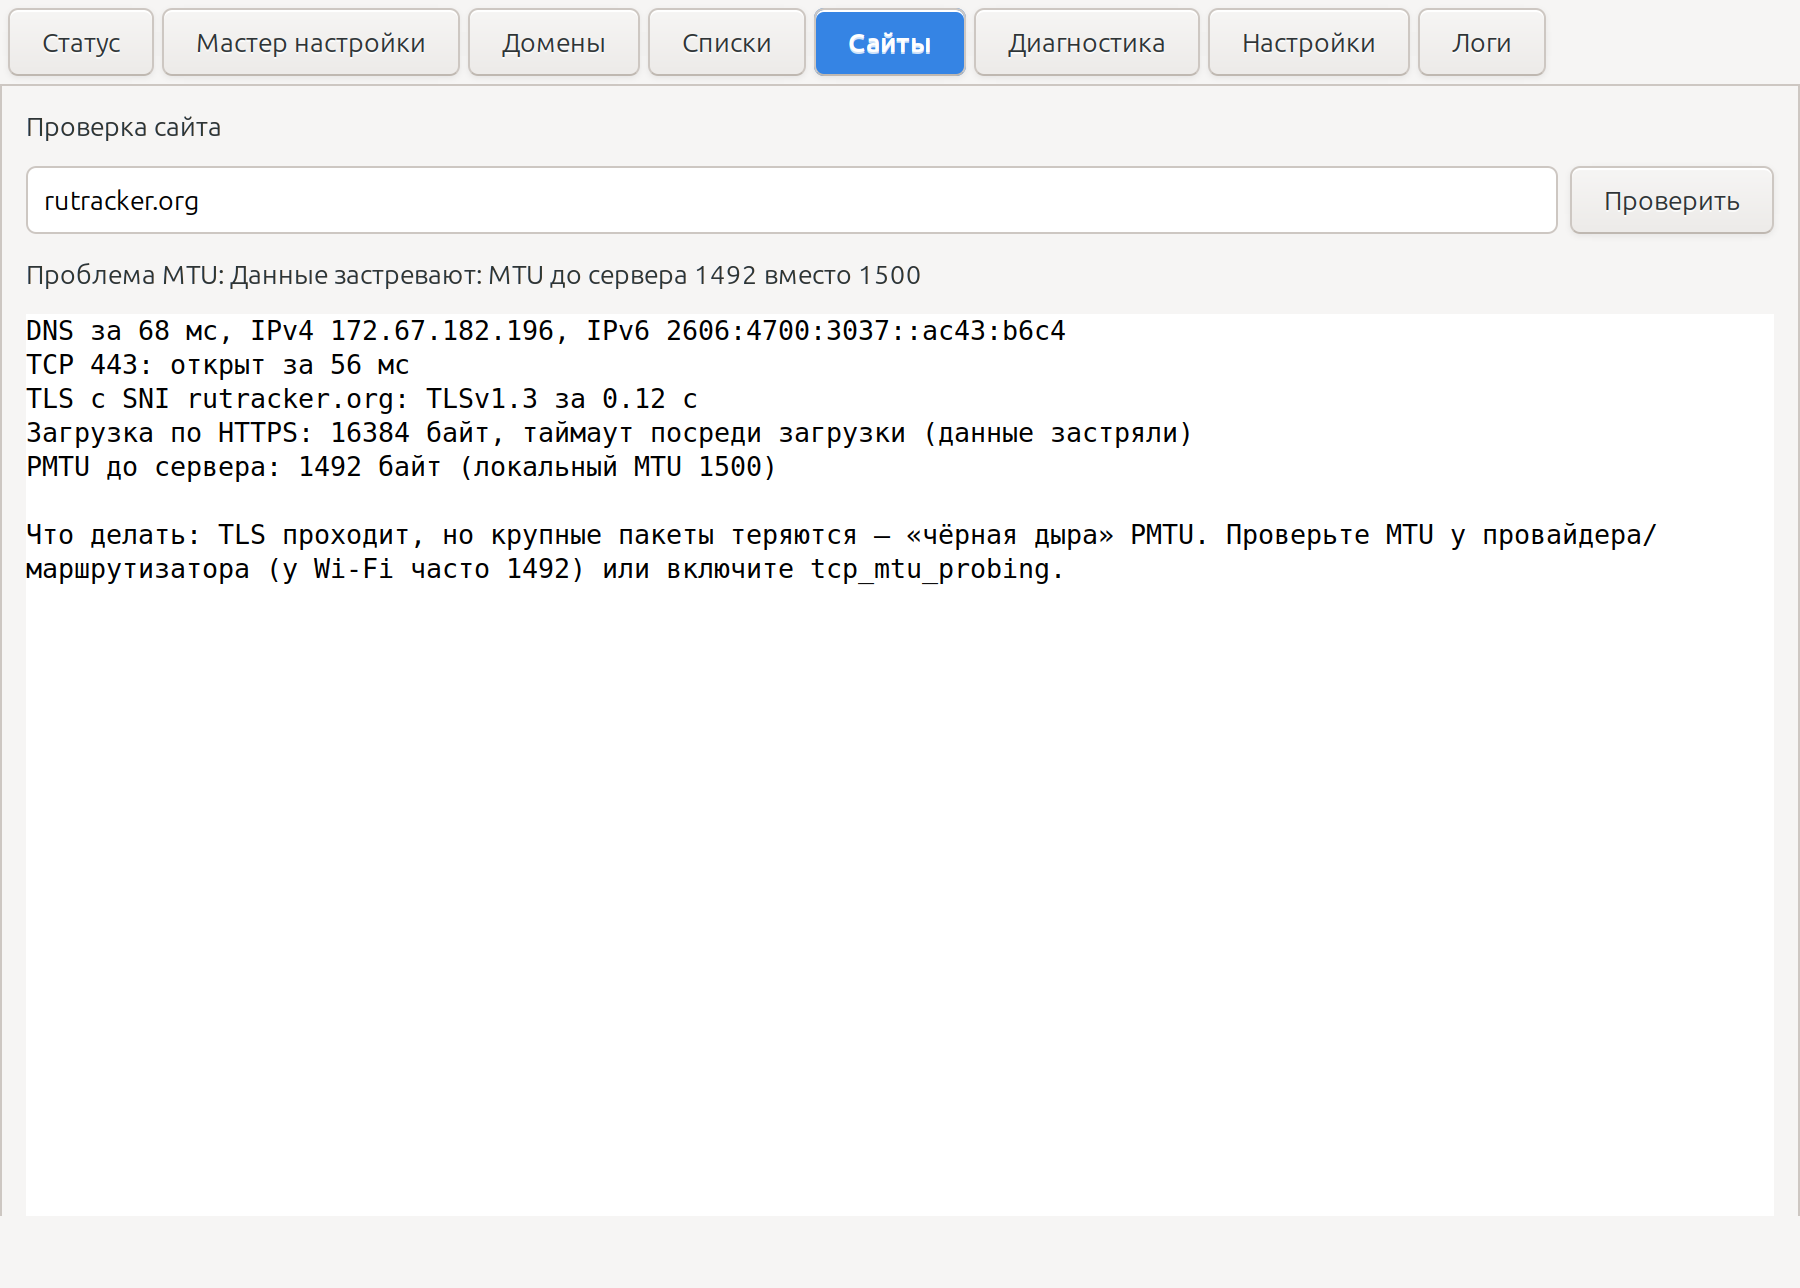 Статус
Мастер настройки
Домены
Списки
Сайты
Диагностика
Настройки
Логи
Проверка сайта
rutracker.org
Проверить
Проблема MTU: Данные застревают: MTU до сервера 1492 вместо 1500
DNS за 68 мс, IPv4 172.67.182.196, IPv6 2606:4700:3037::ac43:b6c4
TCP 443: открыт за 56 мс
TLS с SNI rutracker.org: TLSv1.3 за 0.12 с
Загрузка по HTTPS: 16384 байт, таймаут посреди загрузки (данные застряли)
PMTU до сервера: 1492 байт (локальный MTU 1500)
Что делать: TLS проходит, но крупные пакеты теряются — «чёрная дыра» PMTU. Проверьте MTU у провайдера/
маршрутизатора (у Wi-Fi часто 1492) или включите tcp_mtu_probing.